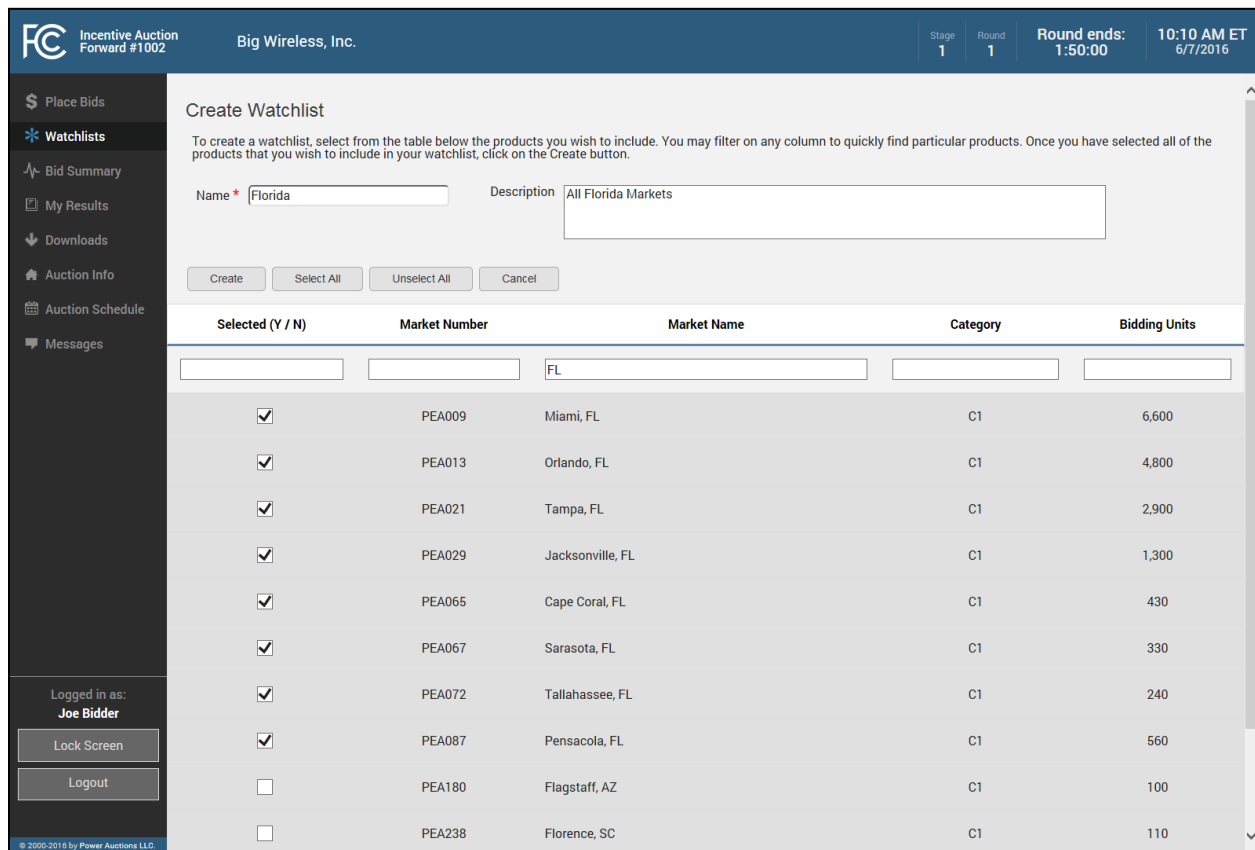 FCC Incentive Auction
Forward #1002
Big Wireless, Inc.
Stage
1
Round
1
Round ends:
1:50:00
10:10 AM ET
6/7/2016
Place Bids
Watchlists
Bid Summary
My Results
Downloads
Auction Info
Auction Schedule
Messages
Logged in as:
Joe Bidder
Lock Screen
Logout
© 2000-2016 by Power Auctions LLC.
Create Watchlist
To create a watchlist, select from the table below the products you wish to include. You may filter on any column to quickly find particular products. Once you have selected all of the
products that you wish to include in your watchlist, click on the Create button.
Name * Florida Description All Florida Markets
Create Select All Unselect All Cancel
Selected (Y / N) Market Number Market Name Category Bidding Units
FL
PEA009 Miami, FL C1 6,600
PEA013 Orlando, FL C1 4,800
PEA021 Tampa, FL C1 2,900
PEA029 Jacksonville, FL C1 1,300
PEA065 Cape Coral, FL C1 430
PEA067 Sarasota, FL C1 330
PEA072 Tallahassee, FL C1 240
PEA087 Pensacola, FL C1 560
PEA180 Flagstaff, AZ C1 100
PEA238 Florence, SC C1 110